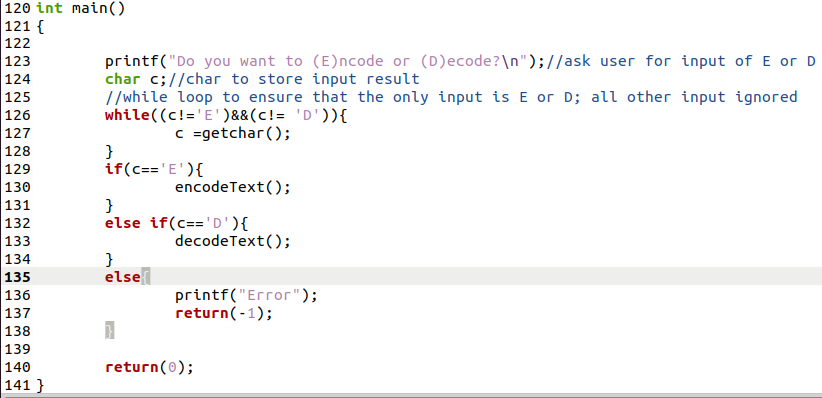 120 int main()
121 {
122
123 printf("Do you want to (E)ncode or (D)ecode?\n");//ask user for input of E or D
124 char c;//char to store input result
125 //while loop to ensure that the only input is E or D; all other input ignored
126 while((c!='E')&&(c!= 'D')){
127 c =getchar();
128 }
129 if(c=='E'){
130 encodeText();
131 }
132 else if(c=='D'){
133 decodeText();
134 }
135 else{
136 printf("Error");
137 return(-1);
138 }
139
140 return(0);
141 }